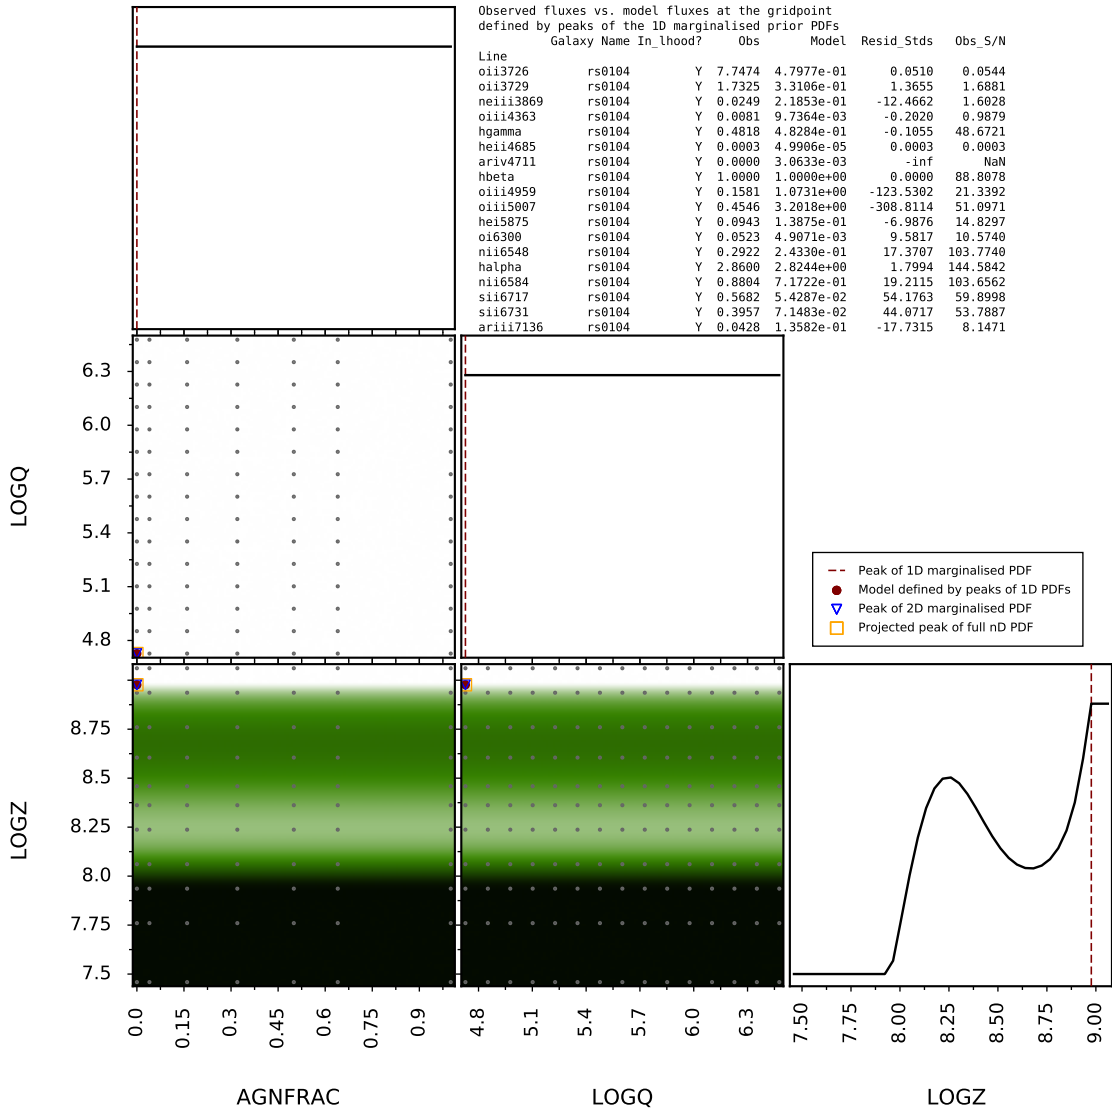 Observed fluxes vs. model fluxes at the gridpoint
defined by peaks of the 1D marginalised prior PDFs
Galaxy Name In_lhood? Obs Model Resid_Stds Obs_S/N
Line
oii3726 rs0104 Y 7.7474 4.7977e-01 0.0510 0.0544
oii3729 rs0104 Y 1.7325 3.3106e-01 1.3655 1.6881
neiii3869 rs0104 Y 0.0249 2.1853e-01 -12.4662 1.6028
oiii4363 rs0104 Y 0.0081 9.7364e-03 -0.2020 0.9879
hgamma rs0104 Y 0.4818 4.8284e-01 -0.1055 48.6721
heii4685 rs0104 Y 0.0003 4.9906e-05 0.0003 0.0003
ariv4711 rs0104 Y 0.0000 3.0633e-03 -inf NaN
hbeta rs0104 Y 1.0000 1.0000e+00 0.0000 88.8078
oiii4959 rs0104 Y 0.1581 1.0731e+00 -123.5302 21.3392
oiii5007 rs0104 Y 0.4546 3.2018e+00 -308.8114 51.0971
hei5875 rs0104 Y 0.0943 1.3875e-01 -6.9876 14.8297
oi6300 rs0104 Y 0.0523 4.9071e-03 9.5817 10.5740
nii6548 rs0104 Y 0.2922 2.4330e-01 17.3707 103.7740
halpha rs0104 Y 2.8600 2.8244e+00 1.7994 144.5842
nii6584 rs0104 Y 0.8804 7.1722e-01 19.2115 103.6562
sii6717 rs0104 Y 0.5682 5.4287e-02 54.1763 59.8998
sii6731 rs0104 Y 0.3957 7.1483e-02 44.0717 53.7887
ariii7136 rs0104 Y 0.0428 1.3582e-01 -17.7315 8.1471
LOGQ
6.3
6.0
5.7
5.4
5.1
4.8
Peak of 1D marginalised PDF
Model defined by peaks of 1D PDFs
Peak of 2D marginalised PDF
Projected peak of full nD PDF
LOGZ
8.75
8.5
8.25
8.0
7.75
7.5
0.0 0.15 0.3 0.45 0.6 0.75 0.9
4.8 5.1 5.4 5.7 6.0 6.3
7.50 7.75 8.00 8.25 8.50 8.75 9.00
AGNFRAC LOGQ LOGZ